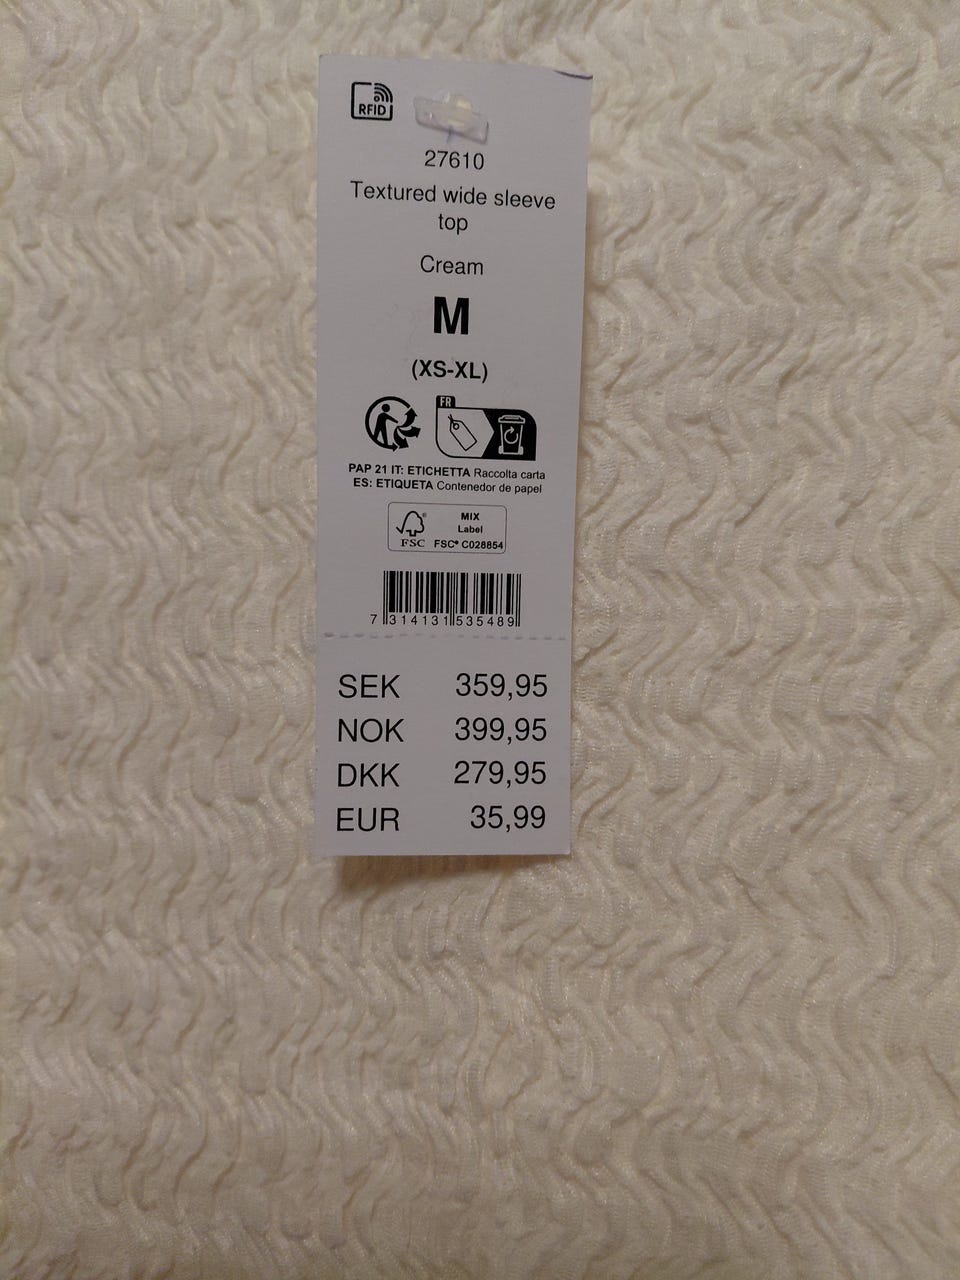 RFID
27610
Textured wide sleeve
top
Cream
M
(XS-XL)
FR
PAP 21 IT: ETICHETTA Raccolta carta
ES: ETIQUETA Contenedor de papel
FSC® MIX
Label
FSC FSC® C028854
7 314131 535489
SEK 359,95
NOK 399,95
DKK 279,95
EUR 35,99